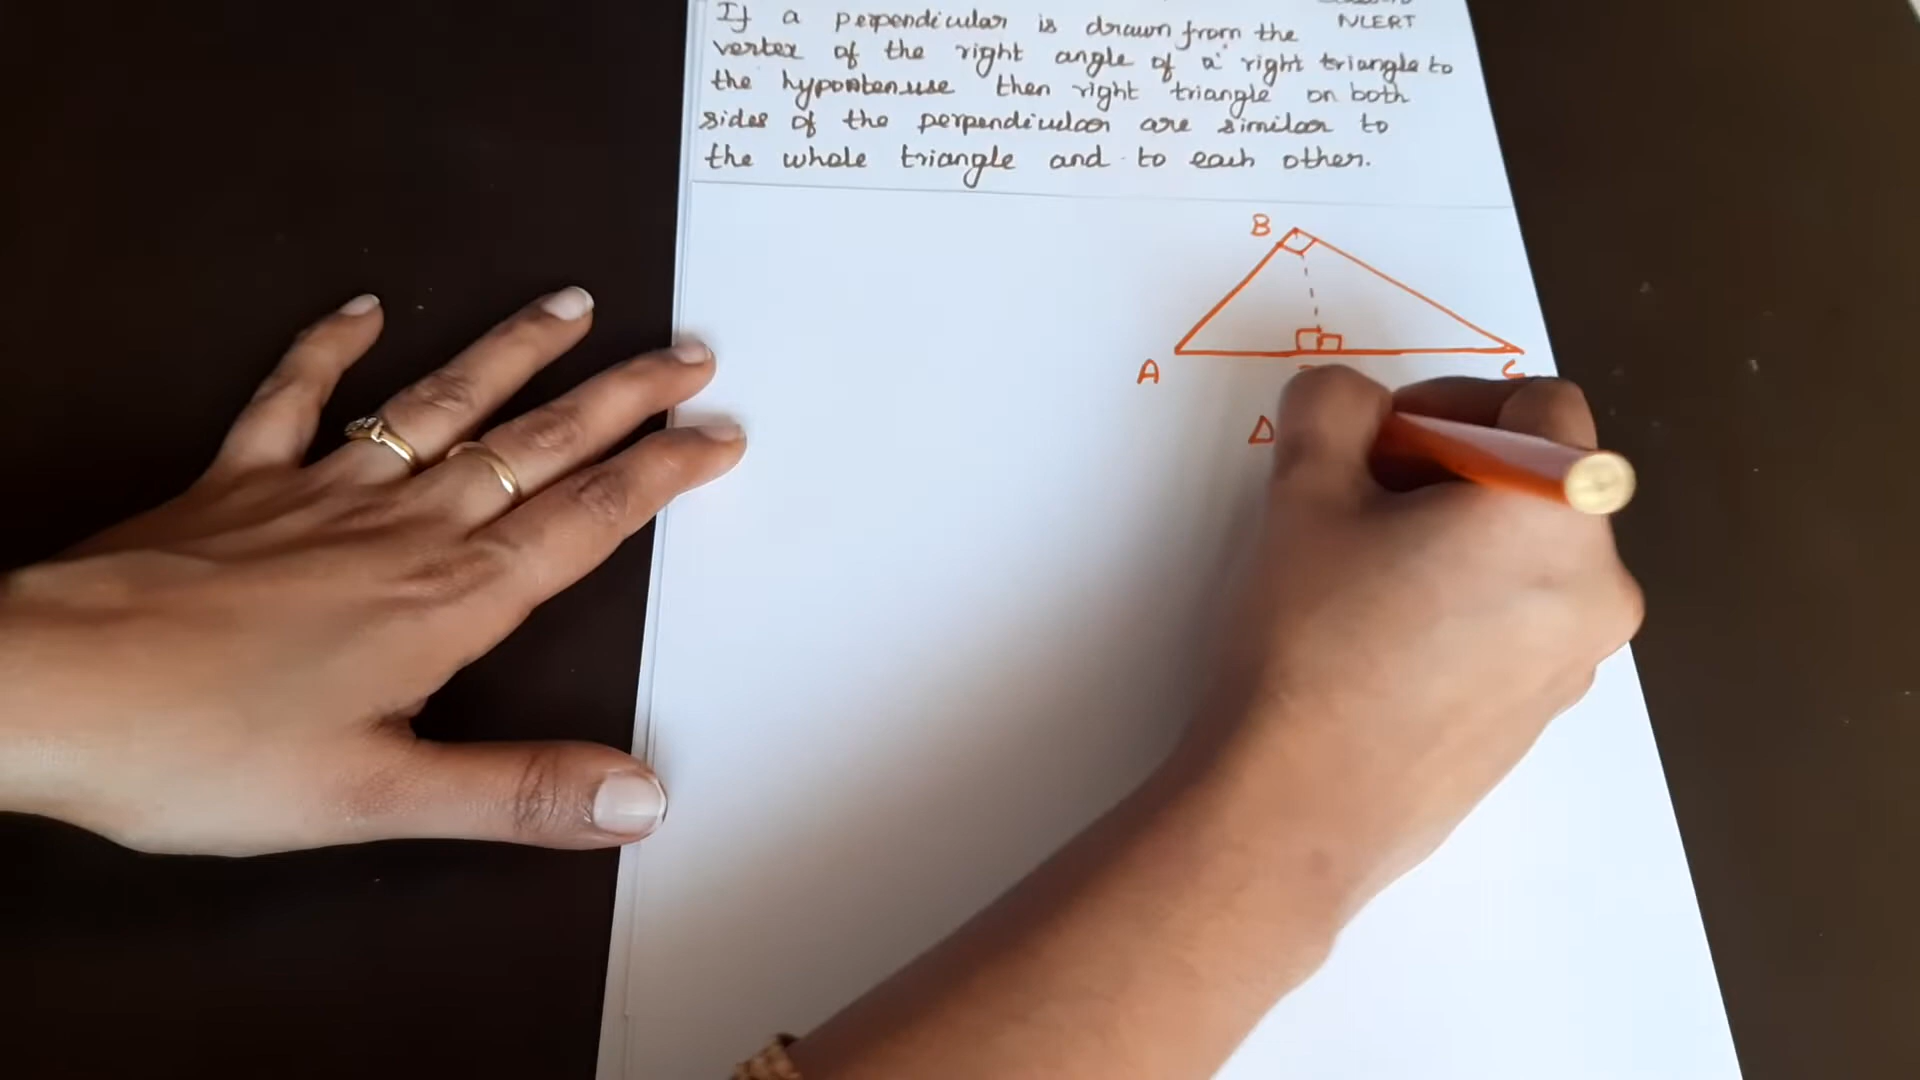 If a perpendicular is drawn from the NCERT
vertex of the right angle of a right triangle to
the hypontenuse then right triangle on both
sides of the perpendicular are similar to
the whole triangle and to each other.
B
A C
Δ